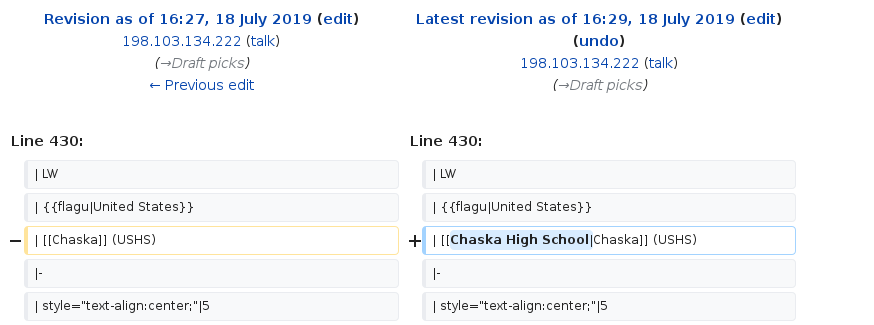 Revision as of 16:27, 18 July 2019 (edit)
198.103.134.222 (talk)
(→Draft picks)
← Previous edit
Latest revision as of 16:29, 18 July 2019 (edit)
(undo)
198.103.134.222 (talk)
(→Draft picks)
Line 430:
Line 430:
| LW
| LW
| {{flagu|United States}}
| {{flagu|United States}}
− | [[Chaska]] (USHS)
+ | [[Chaska High School|Chaska]] (USHS)
|-
|-
| style="text-align:center;"|5
| style="text-align:center;"|5